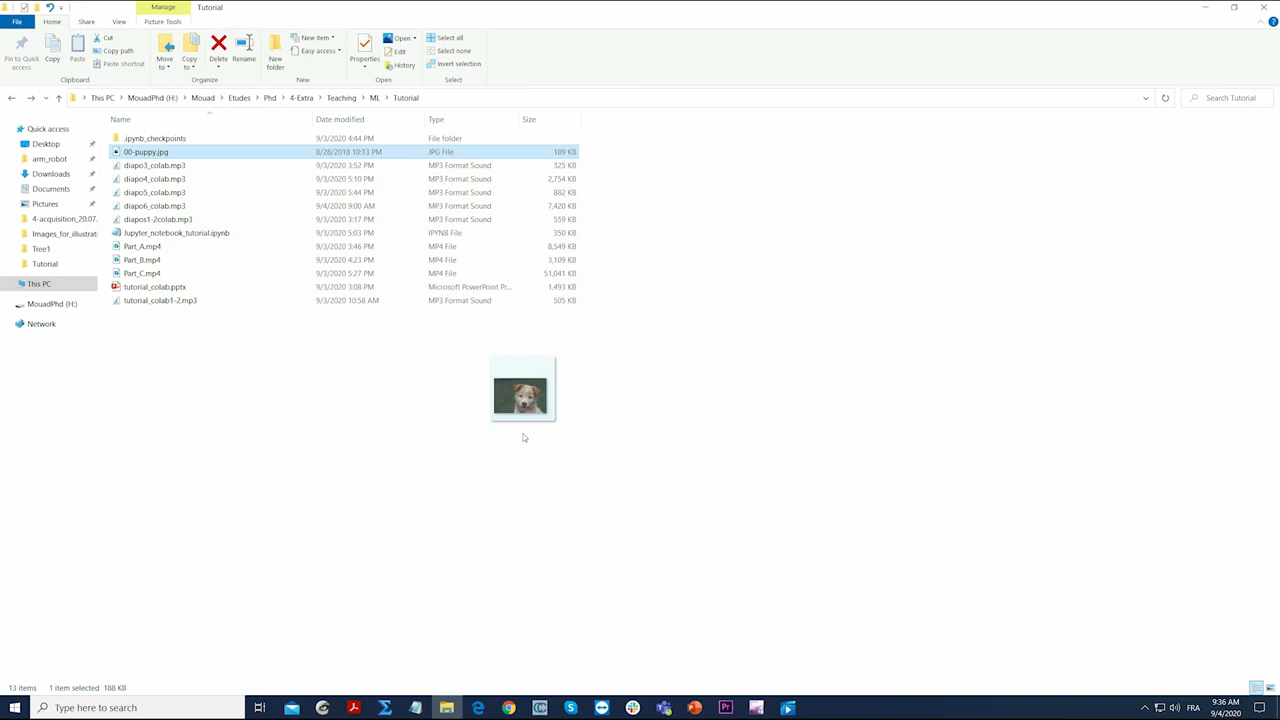 Manage
Tutorial
File
Home
Share
View
Picture Tools
Pin to Quick access
Copy
Paste
Cut
Copy path
Paste shortcut
Clipboard
Move to
Copy to
Delete
Rename
Organize
New folder
New item
Easy access
New
Properties
Open
Edit
History
Open
Select all
Select none
Invert selection
Select
This PC > MouadPhd (H:) > Mouad > Etudes > Phd > 4-Extra > Teaching > ML > Tutorial
Search Tutorial
Name Date modified Type Size
Quick access
Desktop
arm_robot
Downloads
Documents
Pictures
4-acquisition_20.07.
Images_for_illustrati
Tree1
Tutorial
This PC
MouadPhd (H:)
Network
.ipynb_checkpoints 9/3/2020 4:44 PM File folder
00-puppy.jpg 8/28/2018 10:13 PM JPG File 189 KB
diapo3_colab.mp3 9/3/2020 3:52 PM MP3 Format Sound 325 KB
diapo4_colab.mp3 9/3/2020 5:10 PM MP3 Format Sound 2,754 KB
diapo5_colab.mp3 9/3/2020 5:44 PM MP3 Format Sound 882 KB
diapo6_colab.mp3 9/4/2020 9:00 AM MP3 Format Sound 7,420 KB
diapos1-2colab.mp3 9/3/2020 3:17 PM MP3 Format Sound 559 KB
Jupyter_notebook_tutorial.ipynb 9/3/2020 5:03 PM IPYNB File 350 KB
Part_A.mp4 9/3/2020 3:46 PM MP4 File 8,549 KB
Part_B.mp4 9/3/2020 4:23 PM MP4 File 3,109 KB
Part_C.mp4 9/3/2020 5:27 PM MP4 File 51,041 KB
tutorial_colab.pptx 9/3/2020 3:08 PM Microsoft PowerPoint Pr... 1,493 KB
tutorial_colab1-2.mp3 9/3/2020 10:58 AM MP3 Format Sound 505 KB
13 items 1 item selected 188 KB
Type here to search
FRA
9:36 AM
9/4/2020